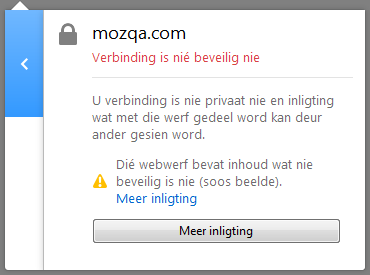 mozqa.com
Verbinding is nié beveilig nie
U verbinding is nie privaat nie en inligting
wat met die werf gedeel word kan deur
ander gesien word.
Dié webwerf bevat inhoud wat nie
beveilig is nie (soos beelde).
Meer inligting
Meer inligting